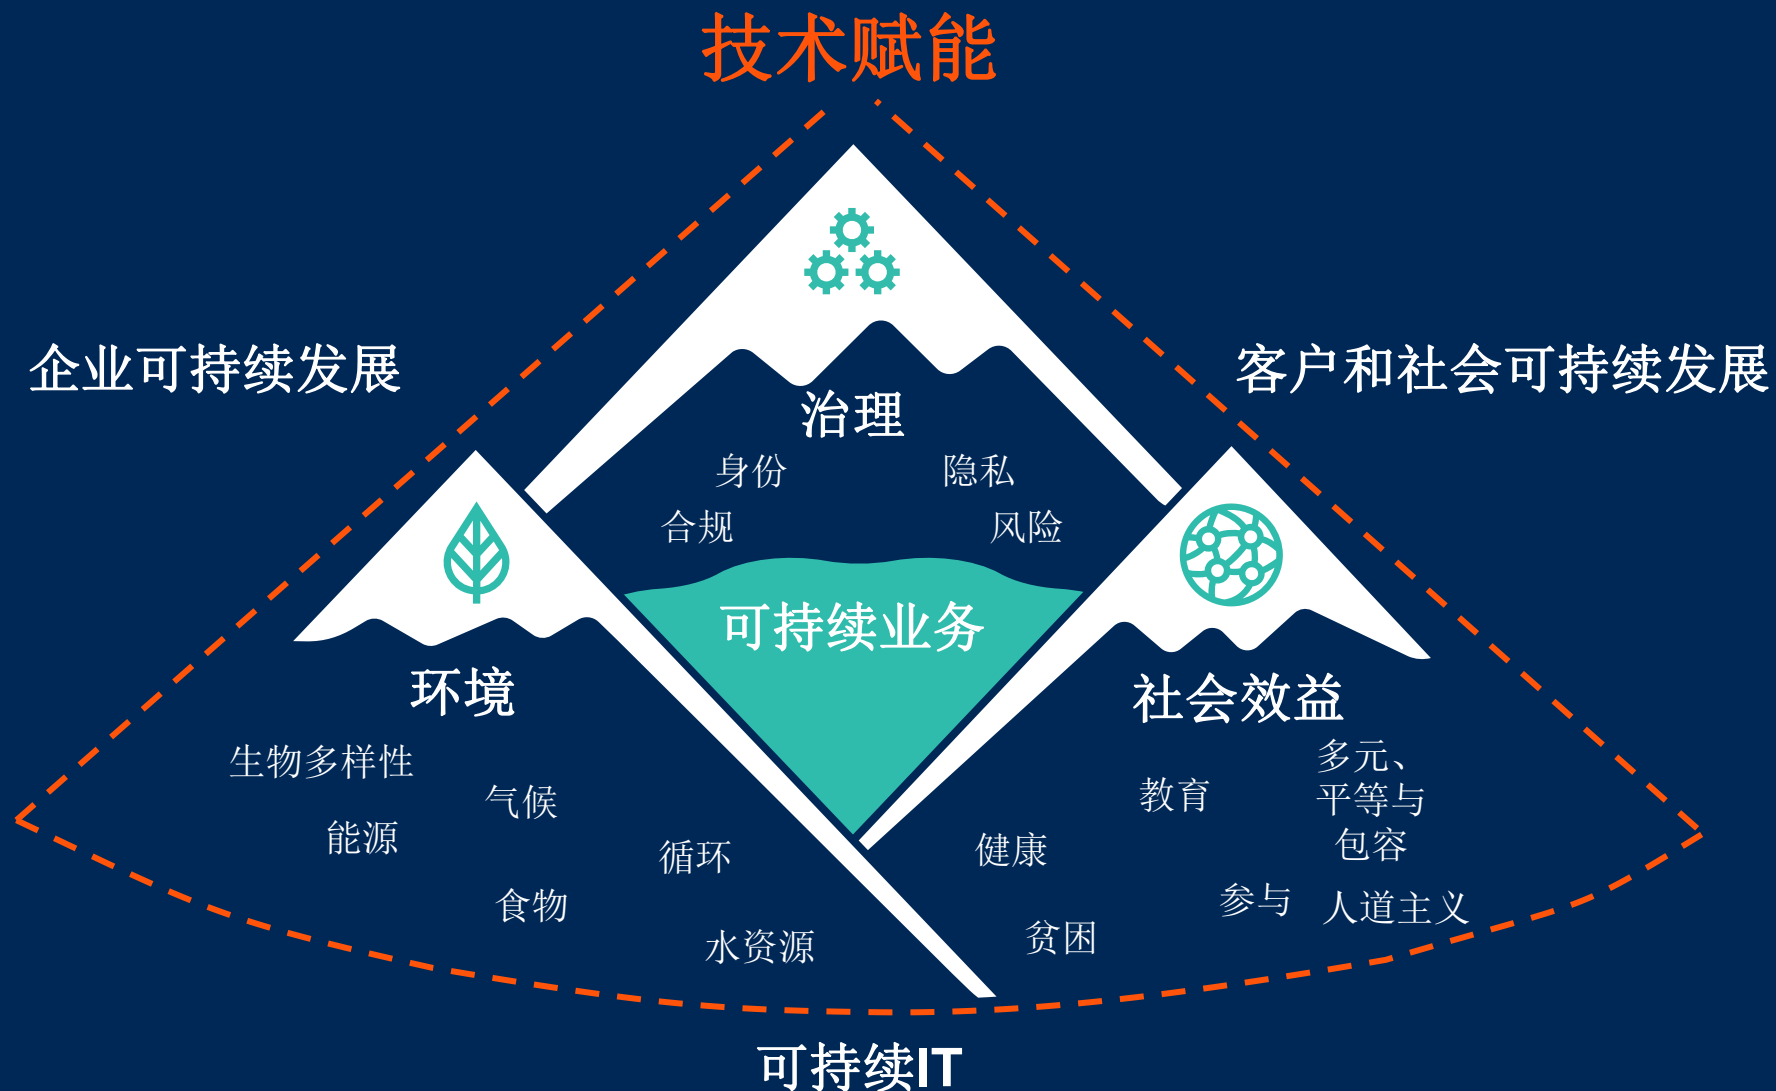 技术赋能
企业可持续发展
客户和社会可持续发展
治理
身份
隐私
合规
风险
可持续业务
环境
生物多样性
气候
能源
循环
食物
水资源
社会效益
多元、
平等与
包容
教育
健康
参与
人道主义
贫困
可持续IT